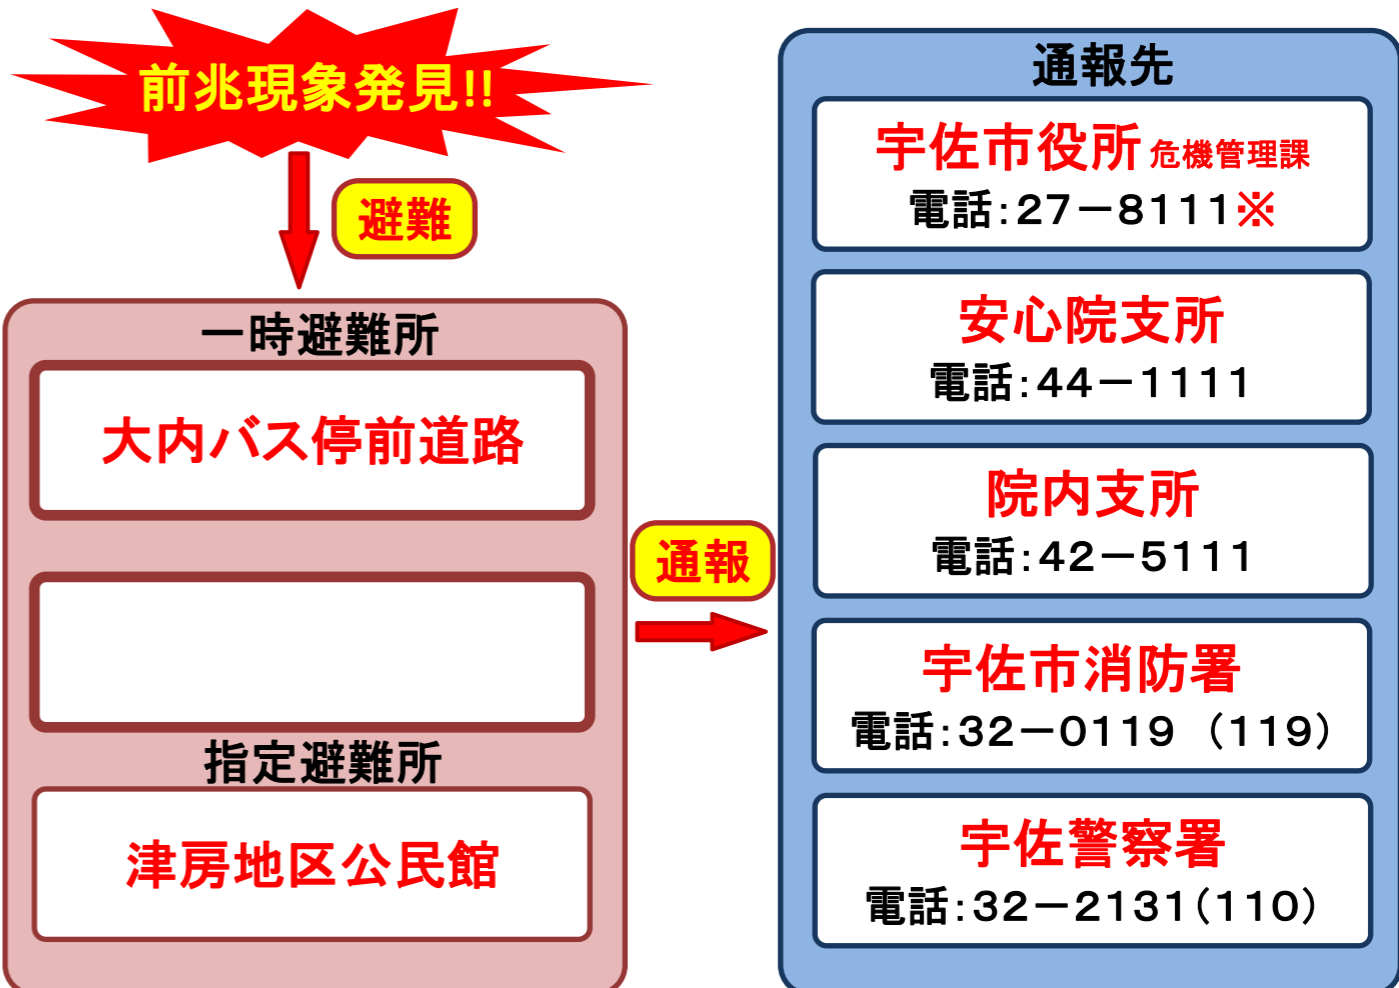 前兆現象発見!!
避難
一時避難所
大内バス停前道路
指定避難所
津房地区公民館
通報
通報先
宇佐市役所 危機管理課
電話:27-8111※
安心院支所
電話:44-1111
院内支所
電話:42-5111
宇佐市消防署
電話:32-0119 (119)
宇佐警察署
電話:32-2131(110)